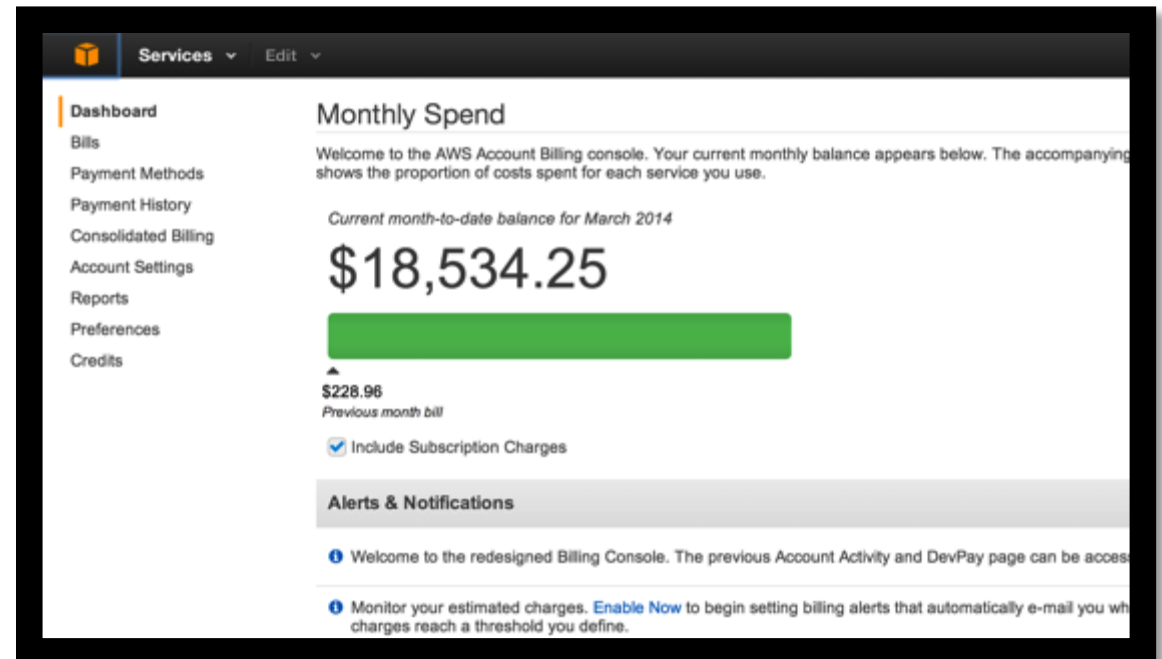 Services Edit
Dashboard
Bills
Payment Methods
Payment History
Consolidated Billing
Account Settings
Reports
Preferences
Credits
Monthly Spend
Welcome to the AWS Account Billing console. Your current monthly balance appears below. The accompanying
shows the proportion of costs spent for each service you use.
Current month-to-date balance for March 2014
$18,534.25
$228.96
Previous month bill
Include Subscription Charges
Alerts & Notifications
Welcome to the redesigned Billing Console. The previous Account Activity and DevPay page can be
Monitor your estimated charges. Enable Now to begin setting billing alerts that automatically e-mail you
charges reach a threshold you define.